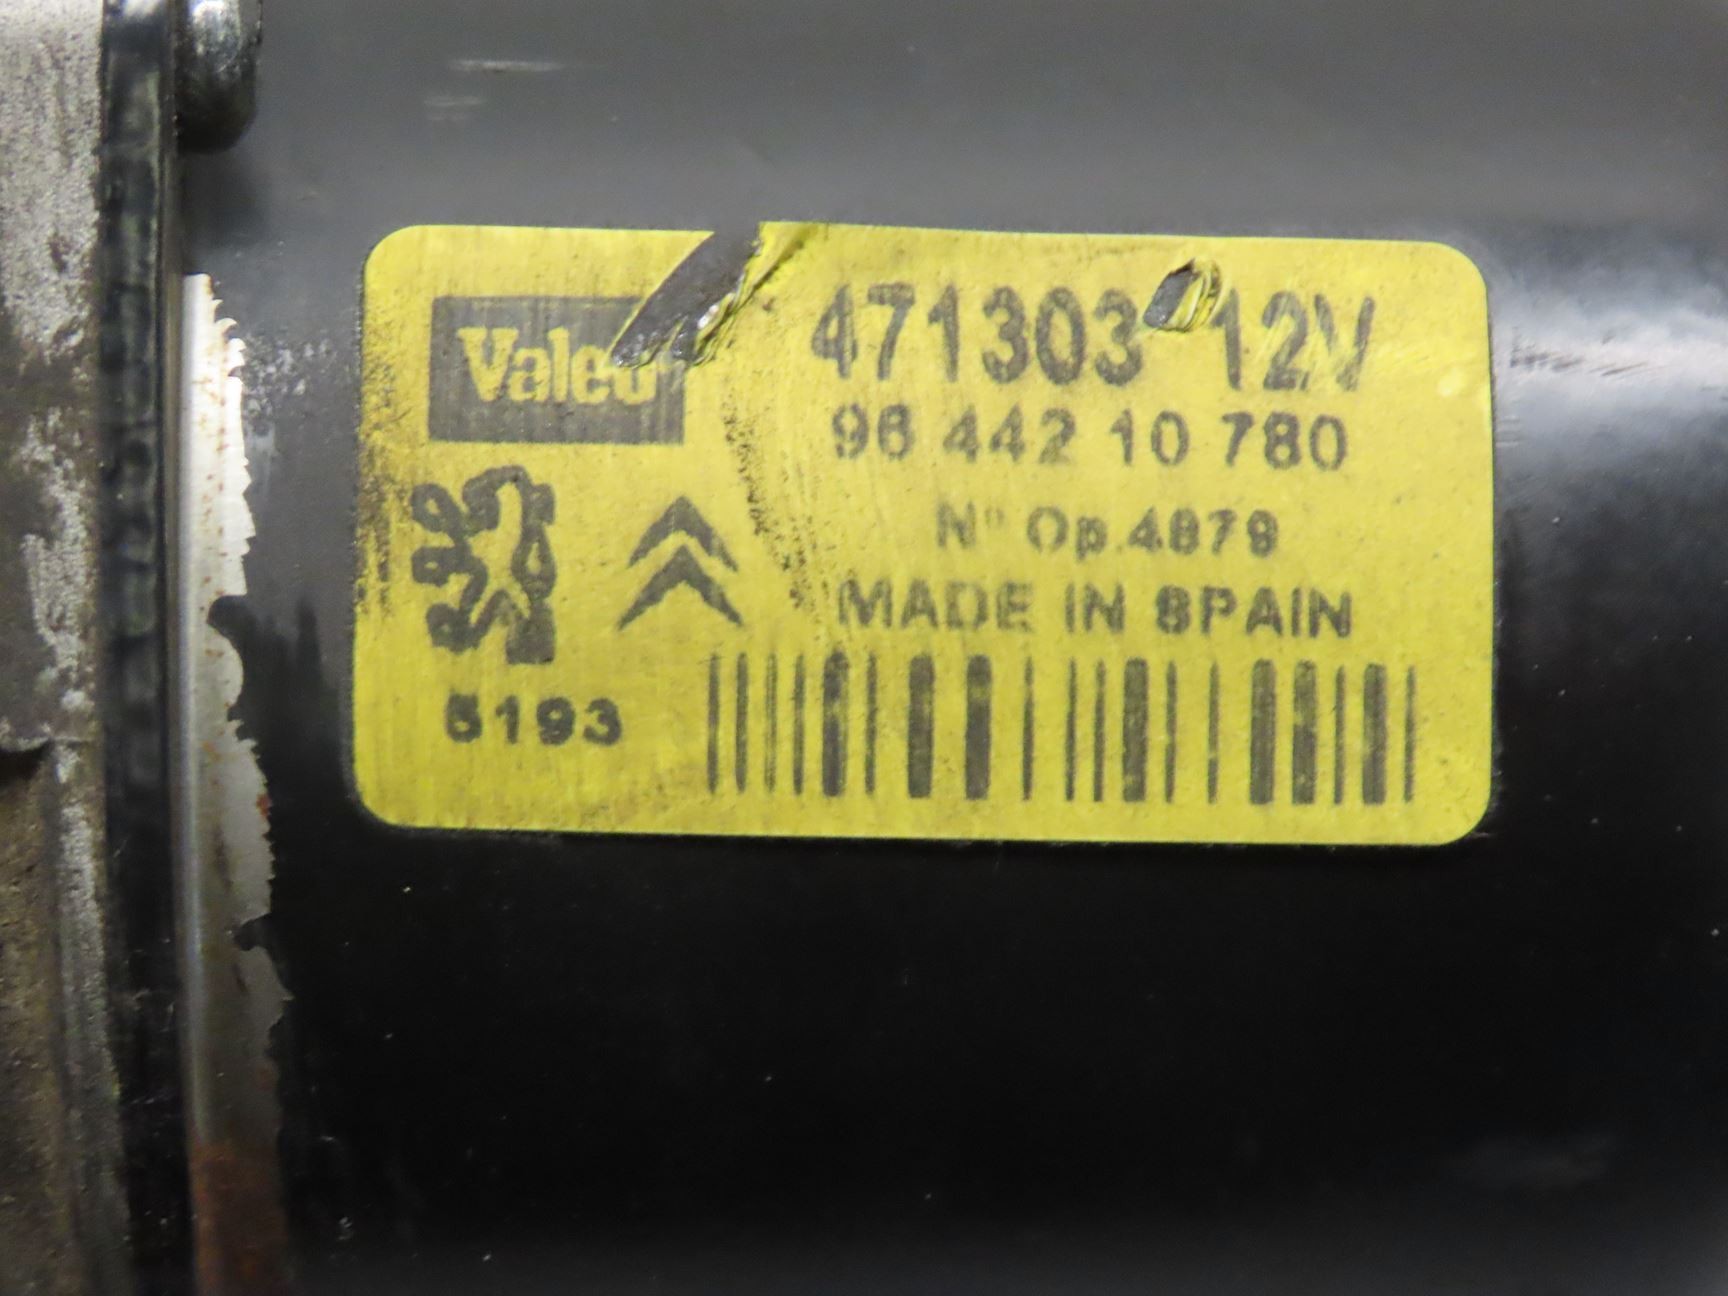 Valeo
471303 12V
96 442 10 780
N° Op.4879
MADE IN SPAIN
5193